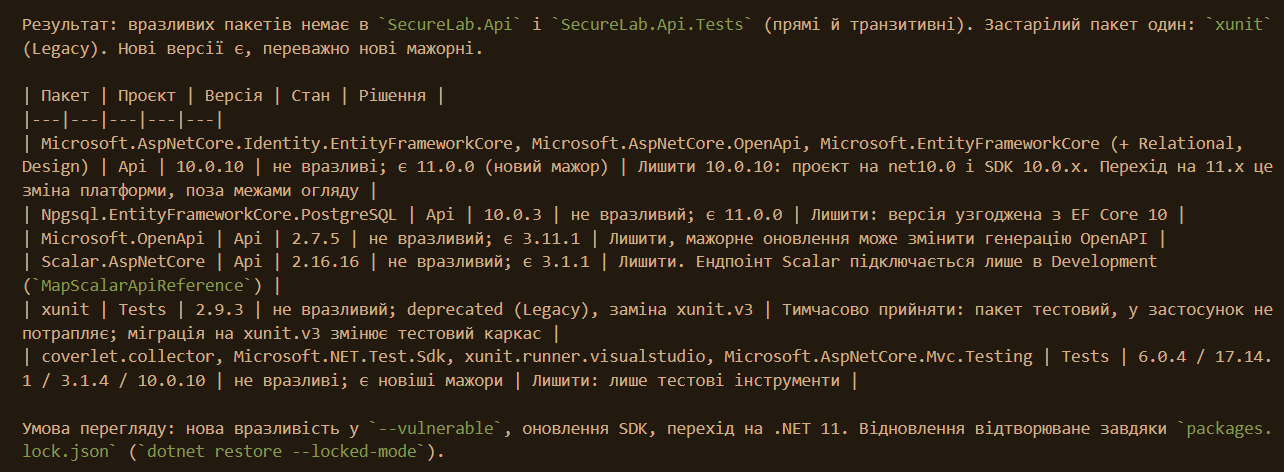 Результат: вразливих пакетів немає в `SecureLab.Api` і `SecureLab.Api.Tests` (прямі й транзитивні). Застарілий пакет один: `xunit`
(Legacy). Нові версії є, переважно нові мажорні.
| Пакет | Проєкт | Версія | Стан | Рішення |
|---|---|---|---|---|
| Microsoft.AspNetCore.Identity.EntityFrameworkCore, Microsoft.AspNetCore.OpenApi, Microsoft.EntityFrameworkCore (+ Relational,
Design) | Api | 10.0.10 | не вразливі; є 11.0.0 (новий мажор) | Лишити 10.0.10: проєкт на net10.0 і SDK 10.0.x. Перехід на 11.x це
зміна платформи, поза межами огляду |
| Npgsql.EntityFrameworkCore.PostgreSQL | Api | 10.0.3 | не вразливий; є 11.0.0 | Лишити: версія узгоджена з EF Core 10 |
| Microsoft.OpenApi | Api | 2.7.5 | не вразливий; є 3.11.1 | Лишити, мажорне оновлення може змінити генерацію OpenAPI |
| Scalar.AspNetCore | Api | 2.16.16 | не вразливий; є 3.1.1 | Лишити. Ендпоінт Scalar підключається лише в Development
(`MapScalarApiReference`) |
| xunit | Tests | 2.9.3 | не вразливий; deprecated (Legacy), заміна xunit.v3 | Тимчасово прийняти: пакет тестовий, у застосунок не
потрапляє; міграція на xunit.v3 змінює тестовий каркас |
| coverlet.collector, Microsoft.NET.Test.Sdk, xunit.runner.visualstudio, Microsoft.AspNetCore.Mvc.Testing | Tests | 6.0.4 / 17.14.
1 / 3.1.4 / 10.0.10 | не вразливі; є новіші мажори | Лишити: лише тестові інструменти |
Умова перегляду: нова вразливість у `--vulnerable`, оновлення SDK, перехід на .NET 11. Відновлення відтворюване завдяки `packages.
lock.json` (`dotnet restore --locked-mode`).